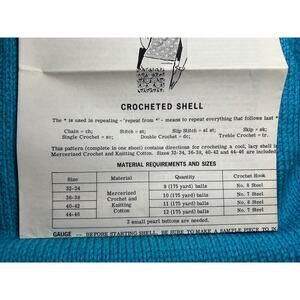 CROCHETED SHELL
The * is used in repeating - 'repeat from *' - means to repeat everything that follows last *
Chain = ch; Stitch = st; Slip Stitch = sl st; Skip = sk;
Single Crochet = sc; Double Crochet = dc; Treble Crochet = tr.
This pattern (complete in one sheet) contains directions for crocheting a cool, shell
Mercerized Crochet and Knitting Cotton. Sizes 32-34, 36-38, 40-42 and 44-46 are included
MATERIAL REQUIREMENTS AND SIZES
Size Material Quantity Crochet Hook
32-34 Mercerized Crochet and Knitting Cotton 9 (175 yard) balls No. 8 Steel
36-38 10 (175 yard) balls No. 7 Steel
40-42 11 (175 yard) balls No. 8 Steel
44-46 12 (175 yard) balls No. 7 Steel
3 small pearl buttons are needed.
GAUGE -- BEFORE STARTING SHELL, BE SURE TO MAKE A SAMPLE PIECE TO